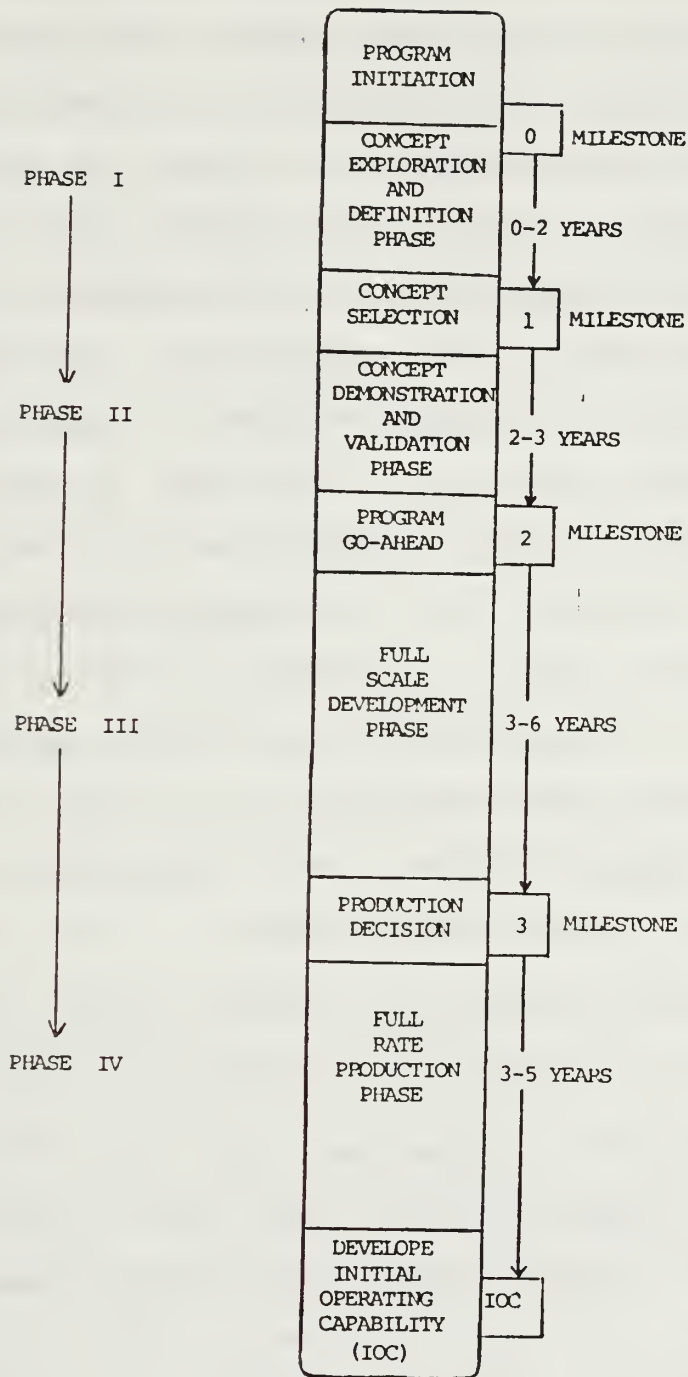 PROGRAM
INITIATION
0 MILESTONE
PHASE I
CONCEPT
EXPLORATION
AND
DEFINITION
PHASE
0-2 YEARS
CONCEPT
SELECTION
1 MILESTONE
PHASE II
CONCEPT
DEMONSTRATION
AND
VALIDATION
PHASE
2-3 YEARS
PROGRAM
GO-AHEAD
2 MILESTONE
PHASE III
FULL
SCALE
DEVELOPMENT
PHASE
3-6 YEARS
PRODUCTION
DECISION
3 MILESTONE
PHASE IV
FULL
RATE
PRODUCTION
PHASE
3-5 YEARS
DEVELOPE
INITIAL
OPERATING
CAPABILITY
(IOC)
IOC